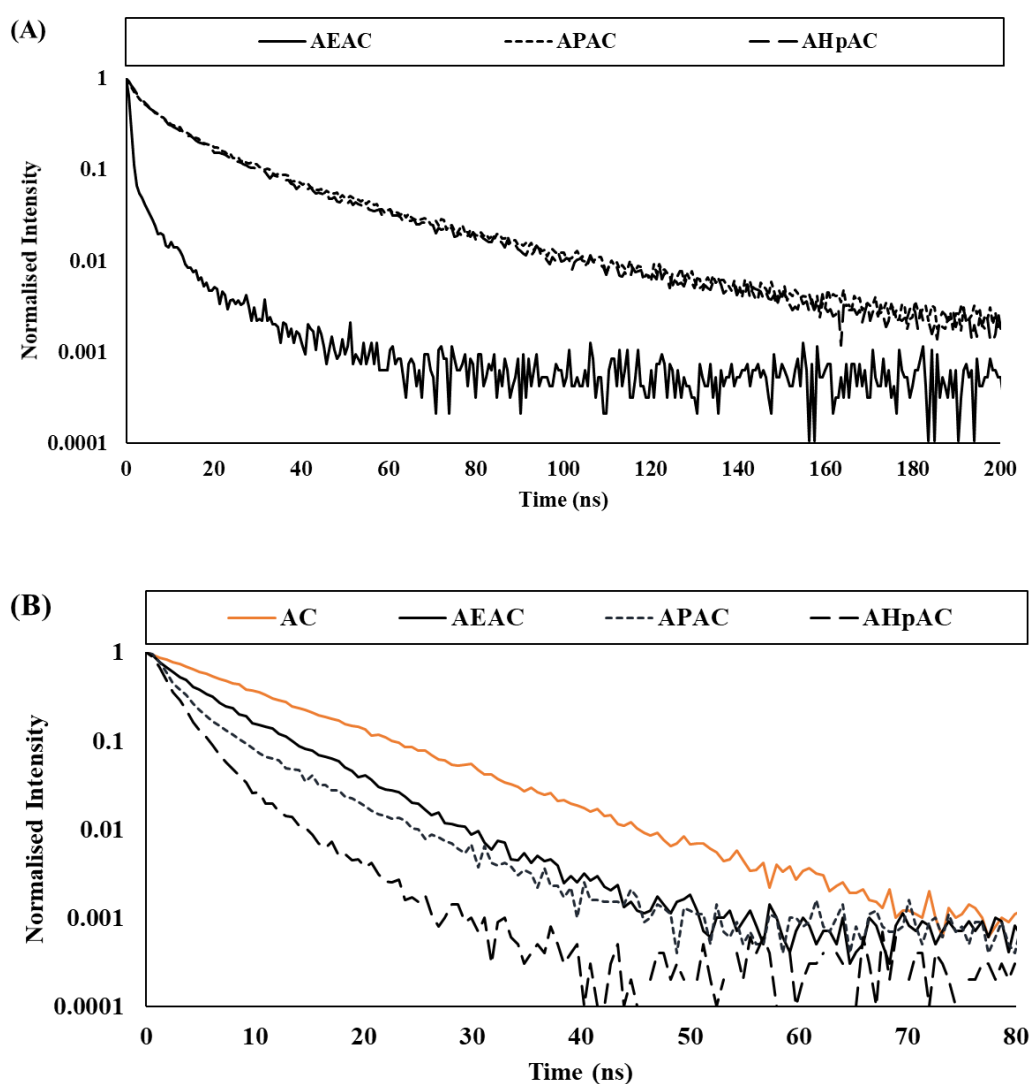 (A)
AEAC APAC AHpAC
Normalised Intensity
1
0.1
0.01
0.001
0.0001
0 20 40 60 80 100 120 140 160 180 200
Time (ns)
(B)
AC AEAC APAC AHpAC
Normalised Intensity
1
0.1
0.01
0.001
0.0001
0 10 20 30 40 50 60 70 80
Time (ns)